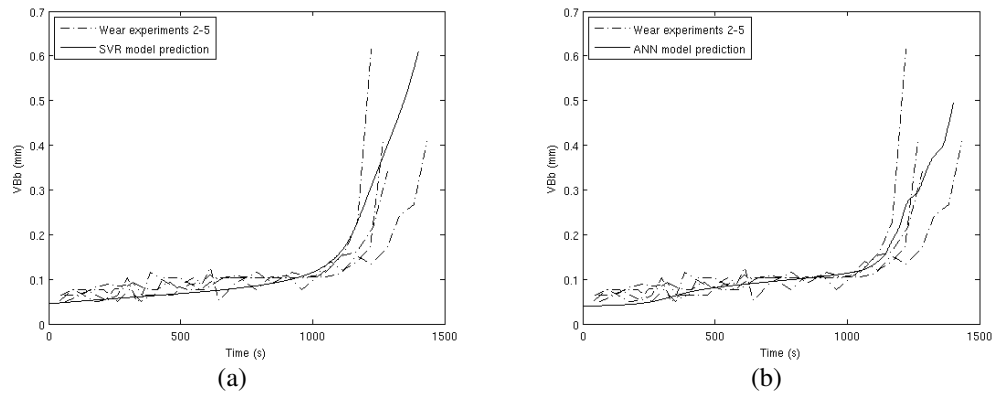 0.7
0.6
0.5
0.4
0.3
0.2
0.1
0
VBb (mm)
Wear experiments 2-5
SVR model prediction
0 500 1000 1500
Time (s)
(a)
0.7
0.6
0.5
0.4
0.3
0.2
0.1
0
VBb (mm)
Wear experiments 2-5
ANN model prediction
0 500 1000 1500
Time (s)
(b)